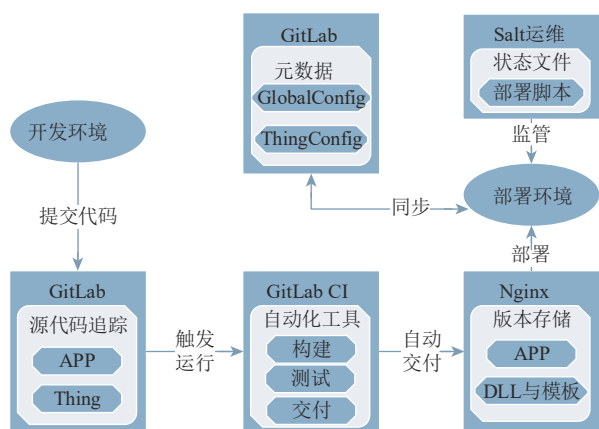 GitLab
元数据
GlobalConfig
ThingConfig
Salt运维
状态文件
部署脚本
开发环境
监管
提交代码
同步
部署环境
部署
GitLab
源代码追踪
APP
Thing
触发
运行
GitLab CI
自动化工具
构建
测试
交付
自动
交付
Nginx
版本存储
APP
DLL与模板